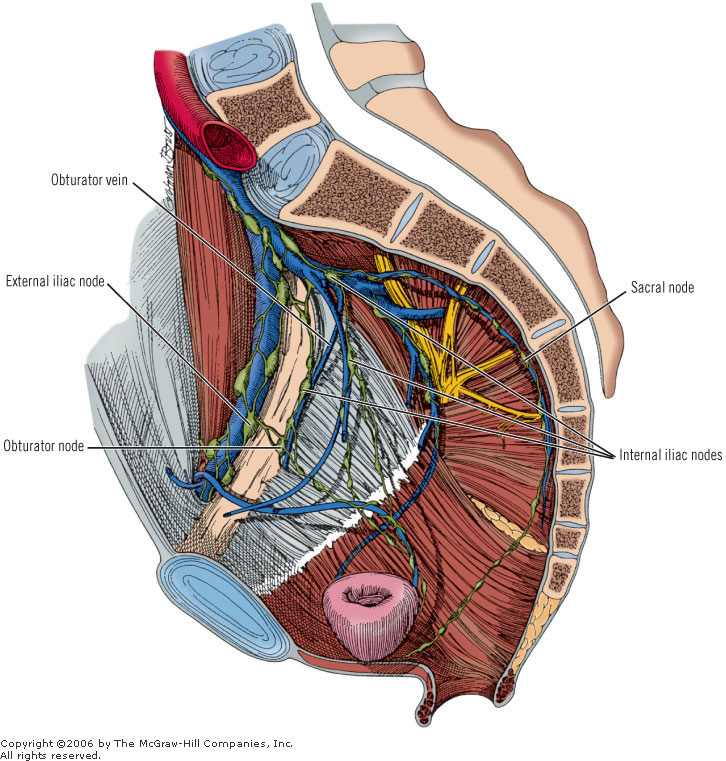 Obturator vein
External iliac node
Sacral node
Obturator node
Internal iliac nodes
Copyright ©2006 by The McGraw-Hill Companies, Inc.
All rights reserved.